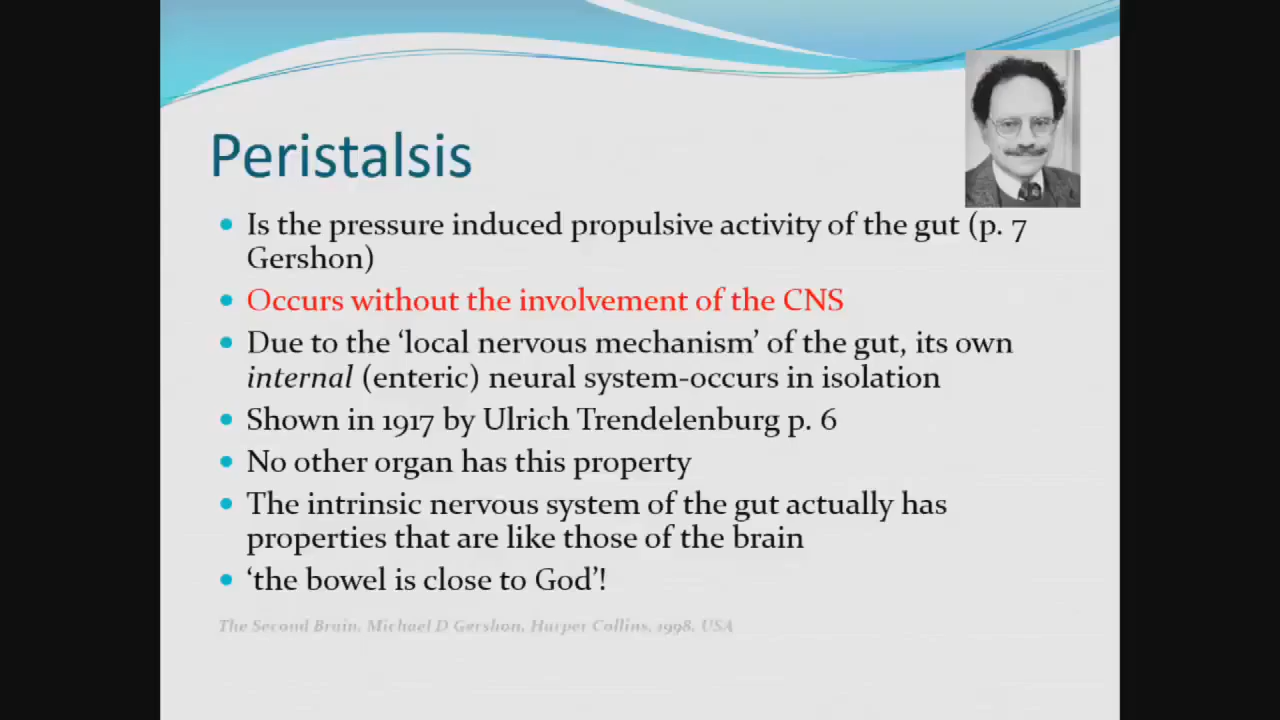 Peristalsis
Is the pressure induced propulsive activity of the gut (p. 7
Gershon)
Occurs without the involvement of the CNS
Due to the ‘local nervous mechanism’ of the gut, its own
internal (enteric) neural system-occurs in isolation
Shown in 1917 by Ulrich Trendelenburg p. 6
No other organ has this property
The intrinsic nervous system of the gut actually has
properties that are like those of the brain
‘the bowel is close to God’!
The Second Brain, Michael D Gershon, Harper Collins, 1998, USA